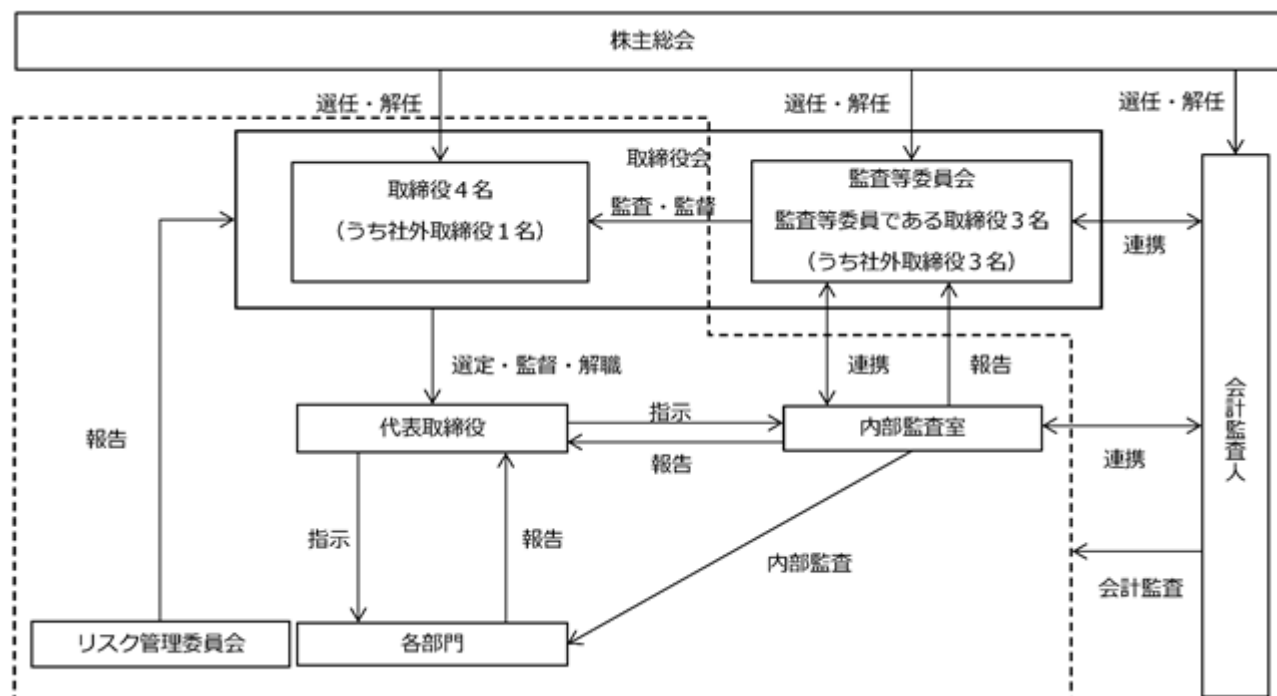 株主総会
選任・解任
選任・解任
選任・解任
取締役会
取締役４名
（うち社外取締役１名）
監査・監督
監査等委員会
監査等委員である取締役３名
（うち社外取締役３名）
連携
選定・監督・解職
連携
報告
代表取締役
指示
報告
内部監査室
連携
会計監査人
報告
指示
報告
内部監査
会計監査
リスク管理委員会
各部門